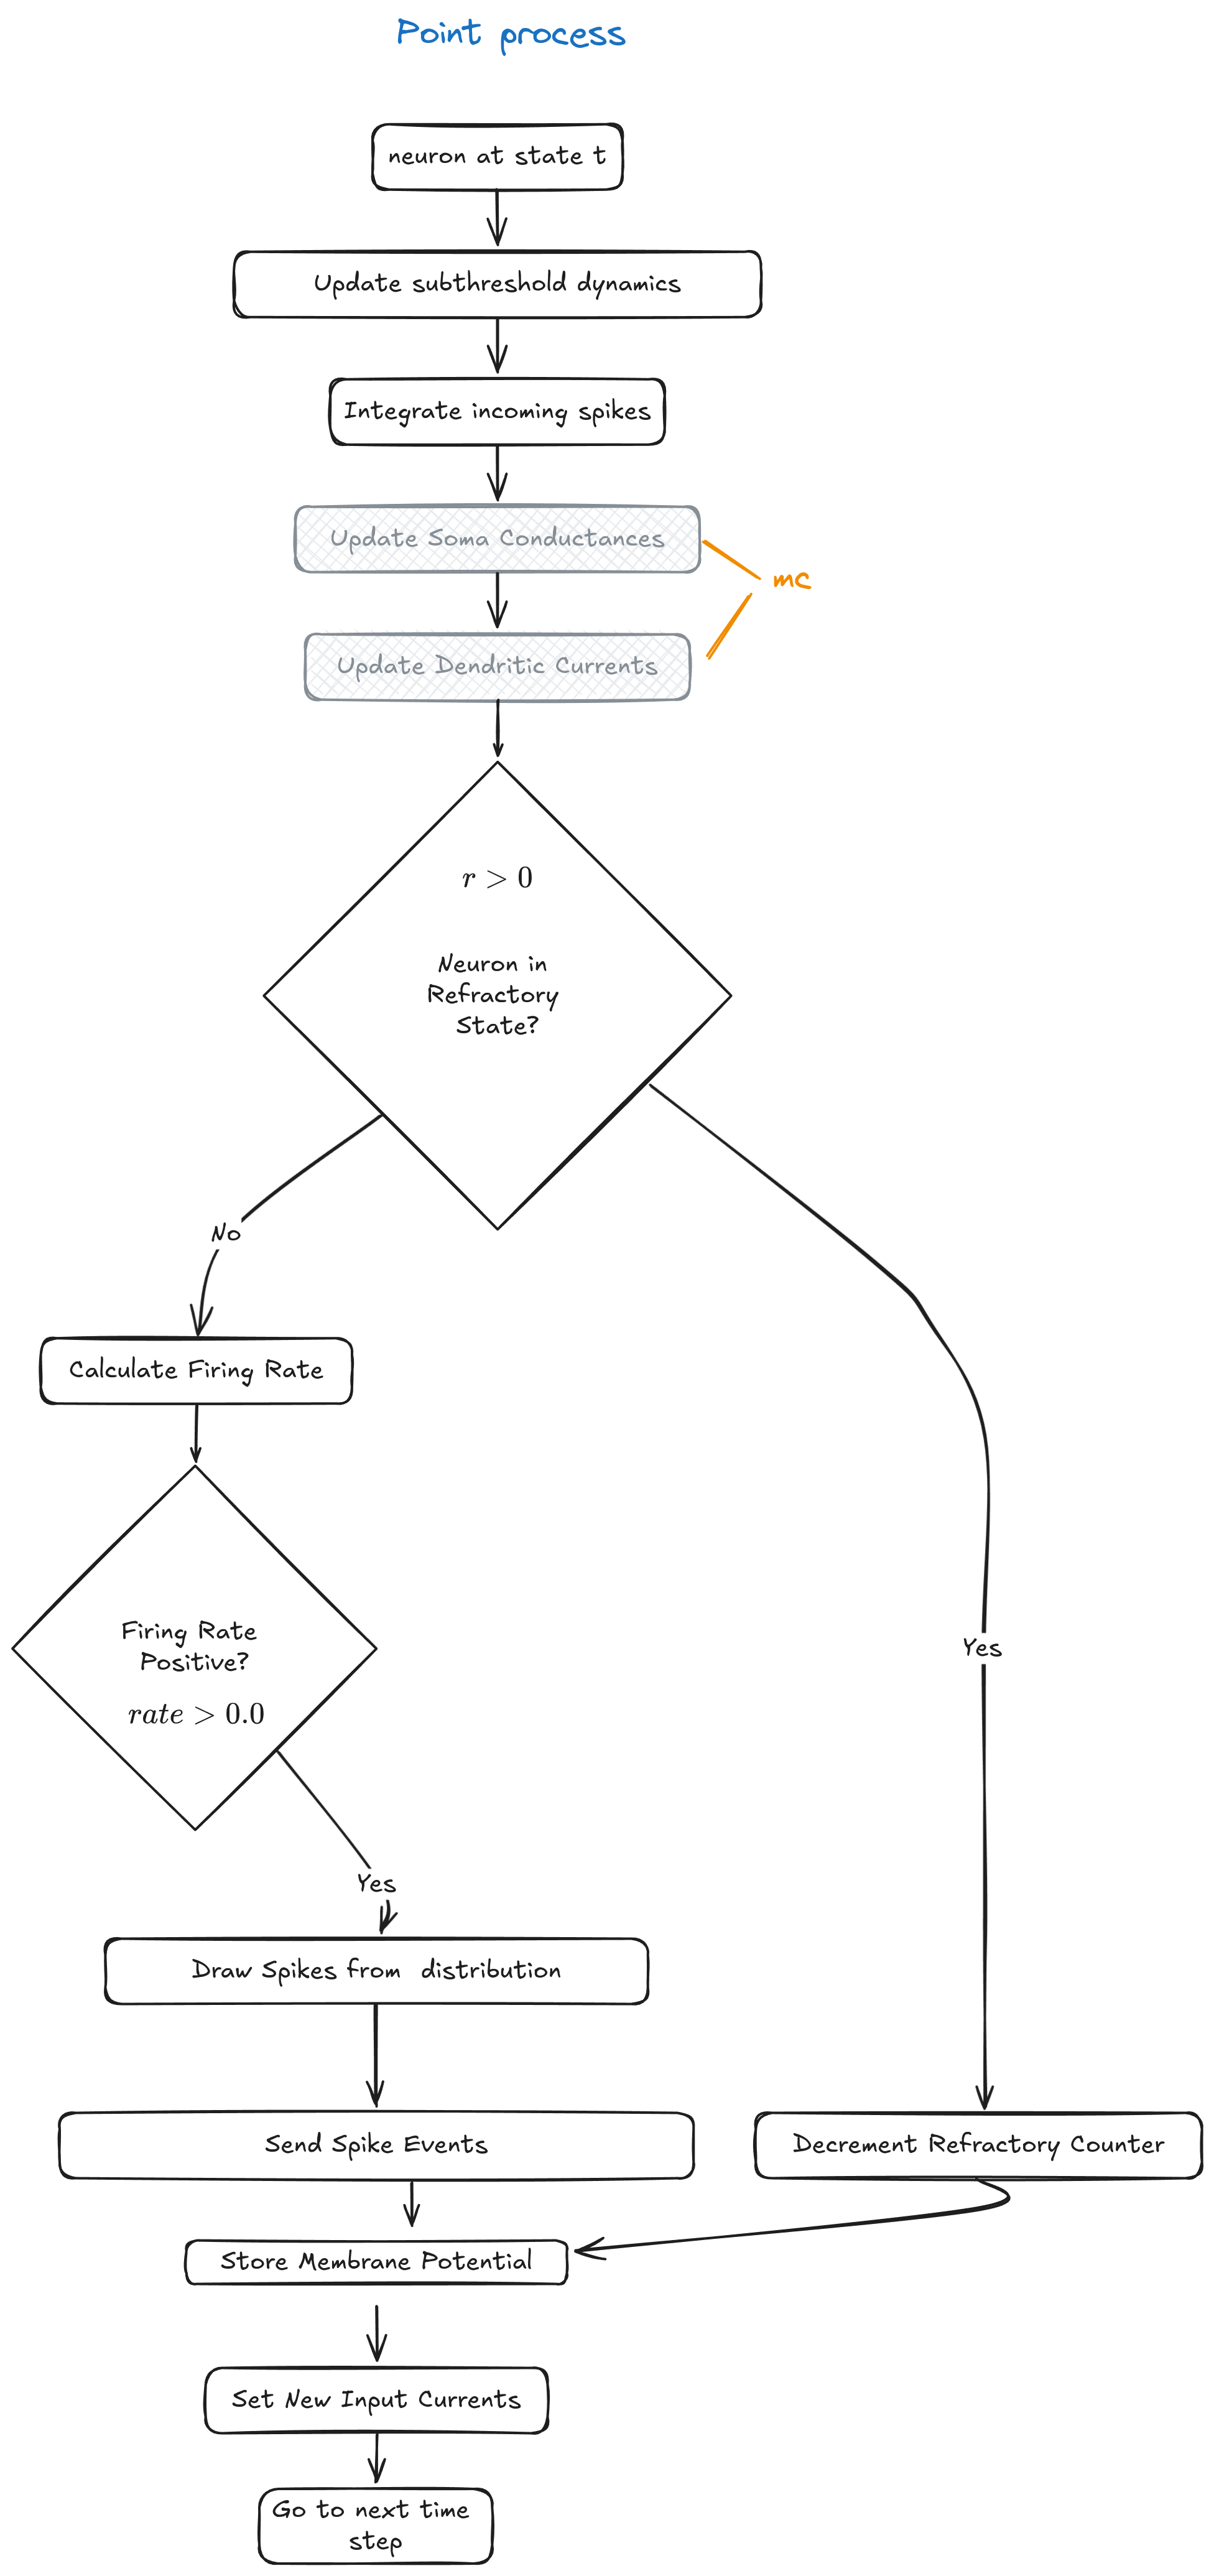 Point process
neuron at state t
Update subthreshold dynamics
Integrate incoming spikes
Update Soma Conductances
mc
Update Dendritic Currents
r > 0
Neuron in
Refractory
State?
No
Calculate Firing Rate
Firing Rate
Positive?
rate > 0.0
Yes
Yes
Draw Spikes from distribution
Send Spike Events
Decrement Refractory Counter
Store Membrane Potential
Set New Input Currents
Go to next time
step